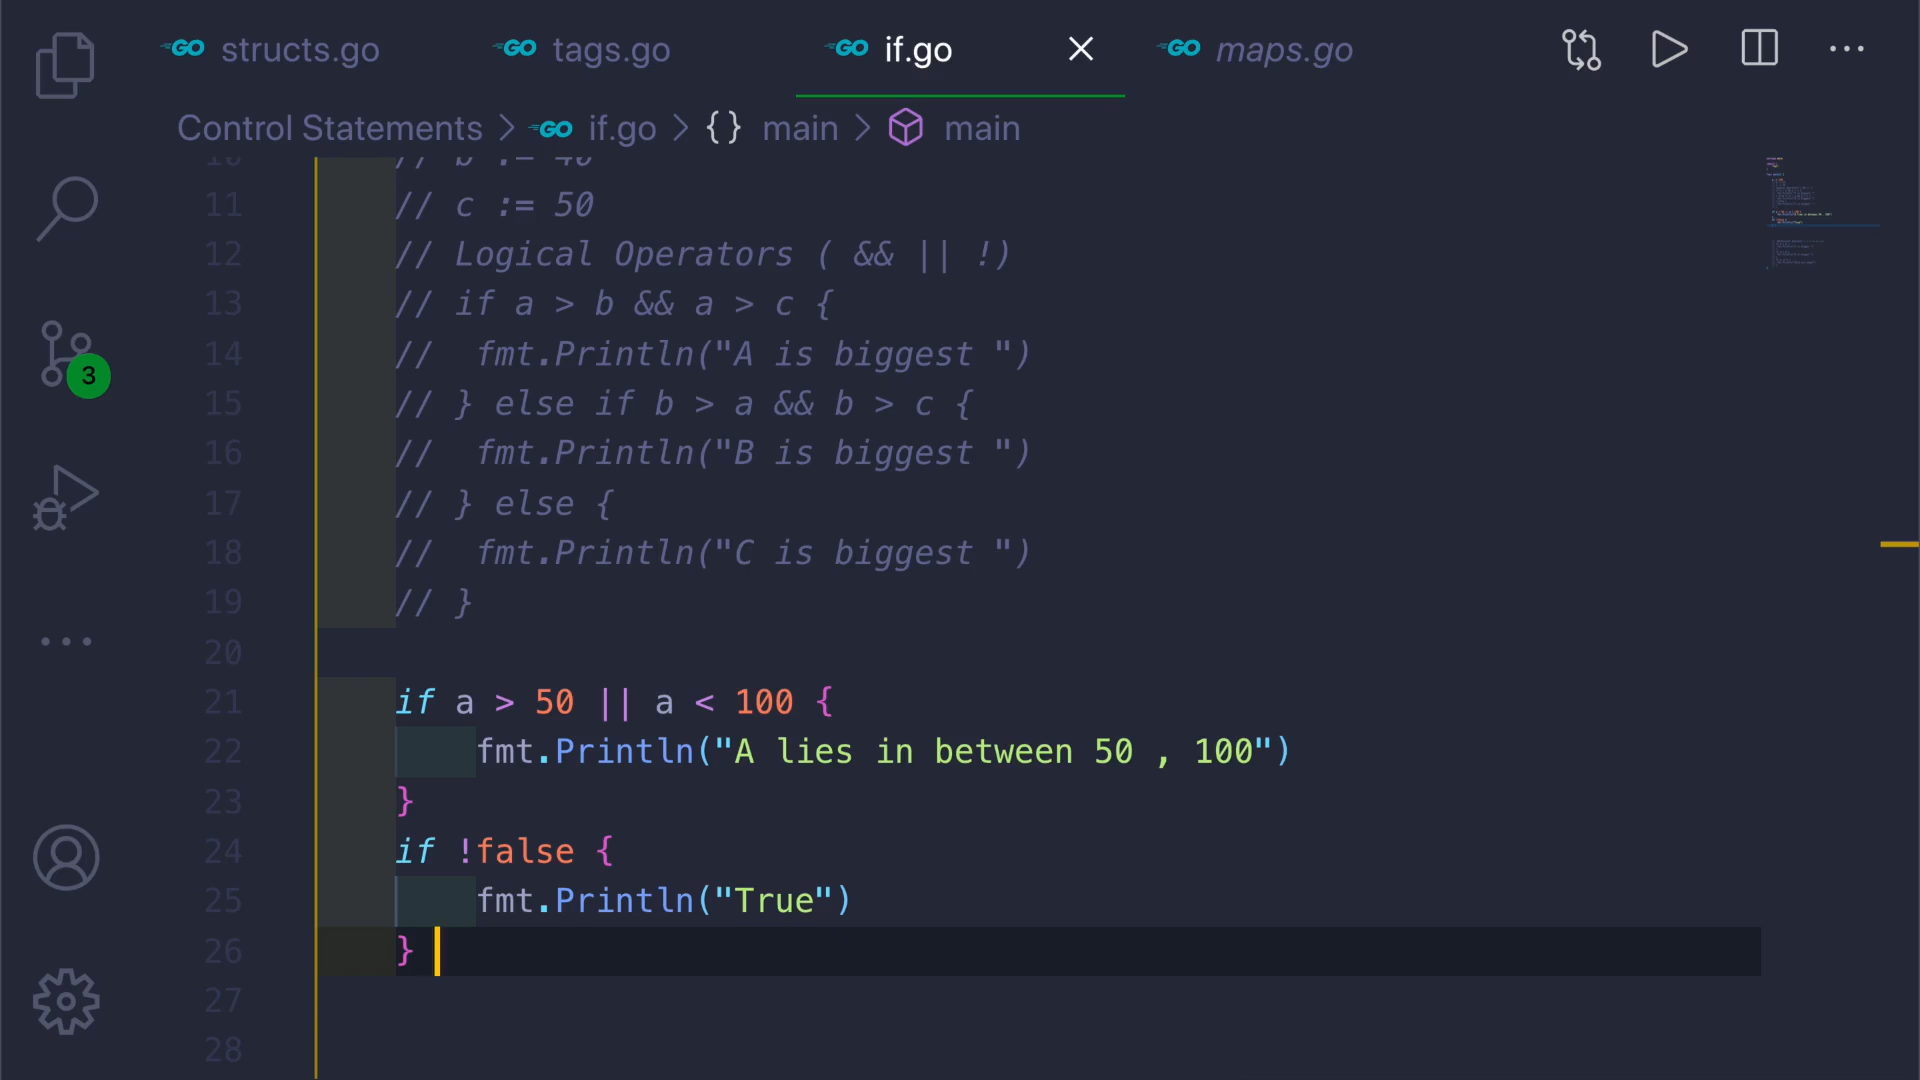 structs.go tags.go if.go maps.go
Control Statements > if.go > {} main > main
10 // b := 40
11 // c := 50
12 // Logical Operators ( && || !)
13 // if a > b && a > c {
14 //  fmt.Println("A is biggest ")
15 // } else if b > a && b > c {
16 //  fmt.Println("B is biggest ")
17 // } else {
18 //  fmt.Println("C is biggest ")
19 // }
20
21 if a > 50 || a < 100 {
22 fmt.Println("A lies in between 50 , 100")
23 }
24 if !false {
25 fmt.Println("True")
26 }
27
28
3